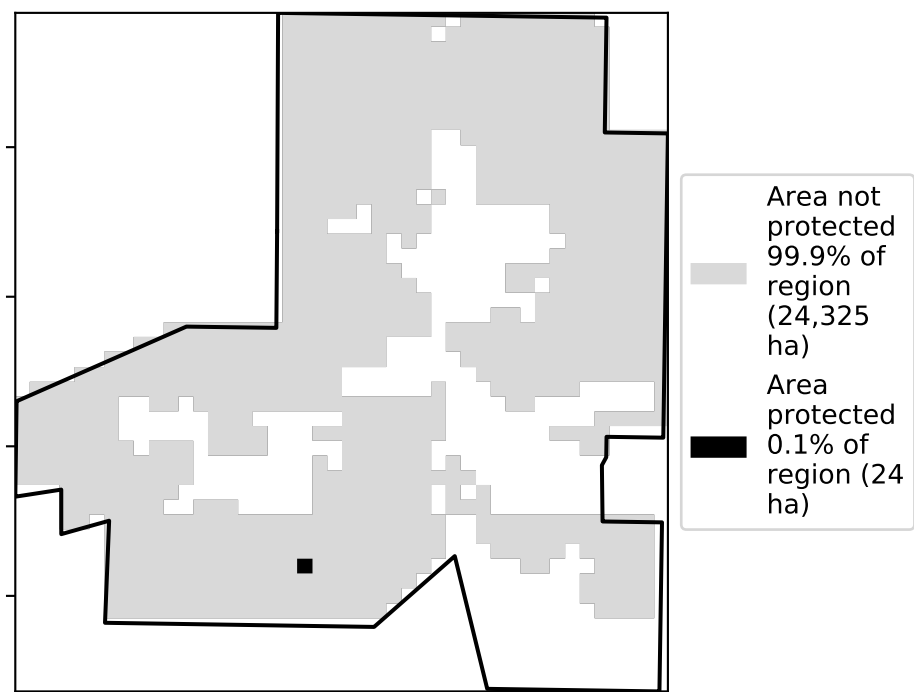 Area not
protected
99.9% of
region
(24,325
ha)
Area
protected
0.1% of
region (24
ha)